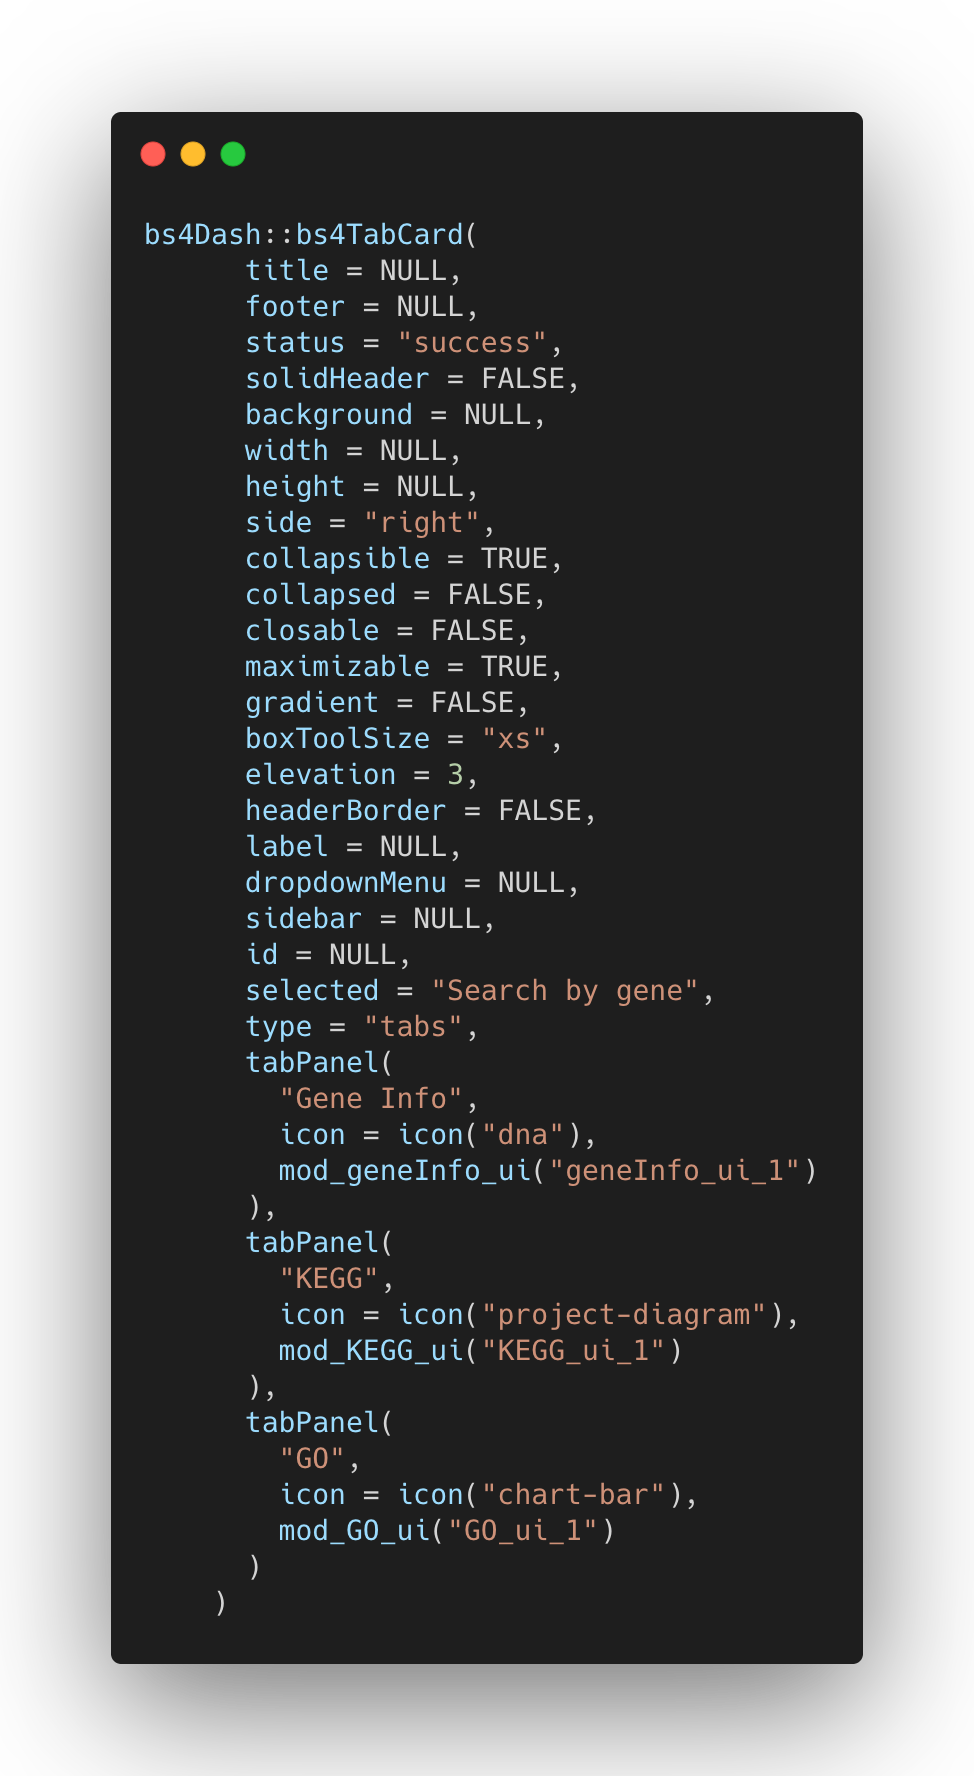 bs4Dash::bs4TabCard(
      title = NULL,
      footer = NULL,
      status = "success",
      solidHeader = FALSE,
      background = NULL,
      width = NULL,
      height = NULL,
      side = "right",
      collapsible = TRUE,
      collapsed = FALSE,
      closable = FALSE,
      maximizable = TRUE,
      gradient = FALSE,
      boxToolSize = "xs",
      elevation = 3,
      headerBorder = FALSE,
      label = NULL,
      dropdownMenu = NULL,
      sidebar = NULL,
      id = NULL,
      selected = "Search by gene",
      type = "tabs",
      tabPanel(
        "Gene Info",
        icon = icon("dna"),
        mod_geneInfo_ui("geneInfo_ui_1")
      ),
      tabPanel(
        "KEGG",
        icon = icon("project-diagram"),
        mod_KEGG_ui("KEGG_ui_1")
      ),
      tabPanel(
        "GO",
        icon = icon("chart-bar"),
        mod_GO_ui("GO_ui_1")
      )
    )